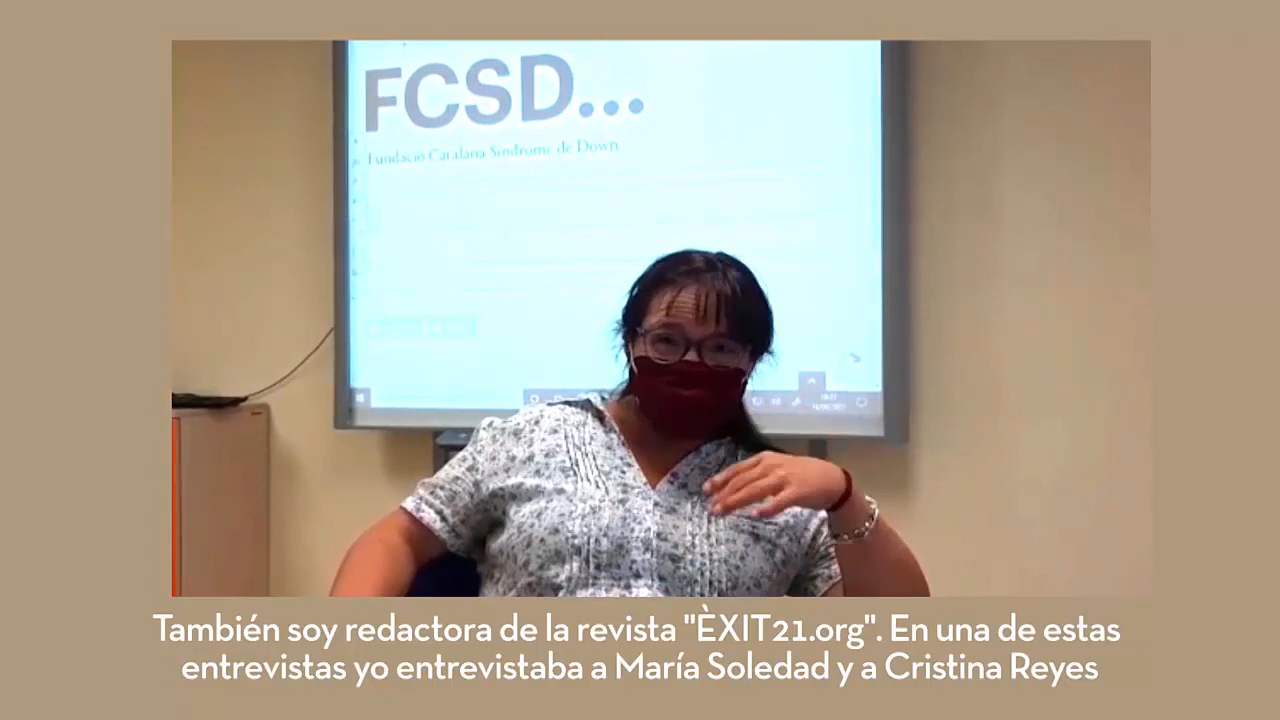 FCSD...
Fundació Catalana Síndrome de Down
También soy redactora de la revista "ÈXIT21.org". En una de estas
entrevistas yo entrevistaba a María Soledad y a Cristina Reyes